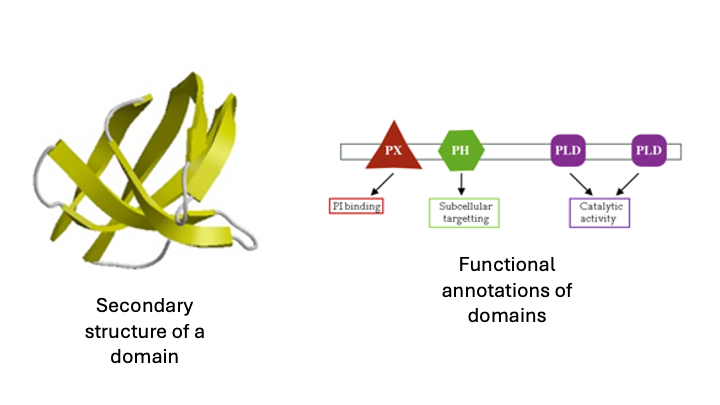 PX
PH
PLD
PLD
PI binding
Subcellular
targetting
Catalytic
activity
Functional
annotations of
domains
Secondary
structure of a
domain